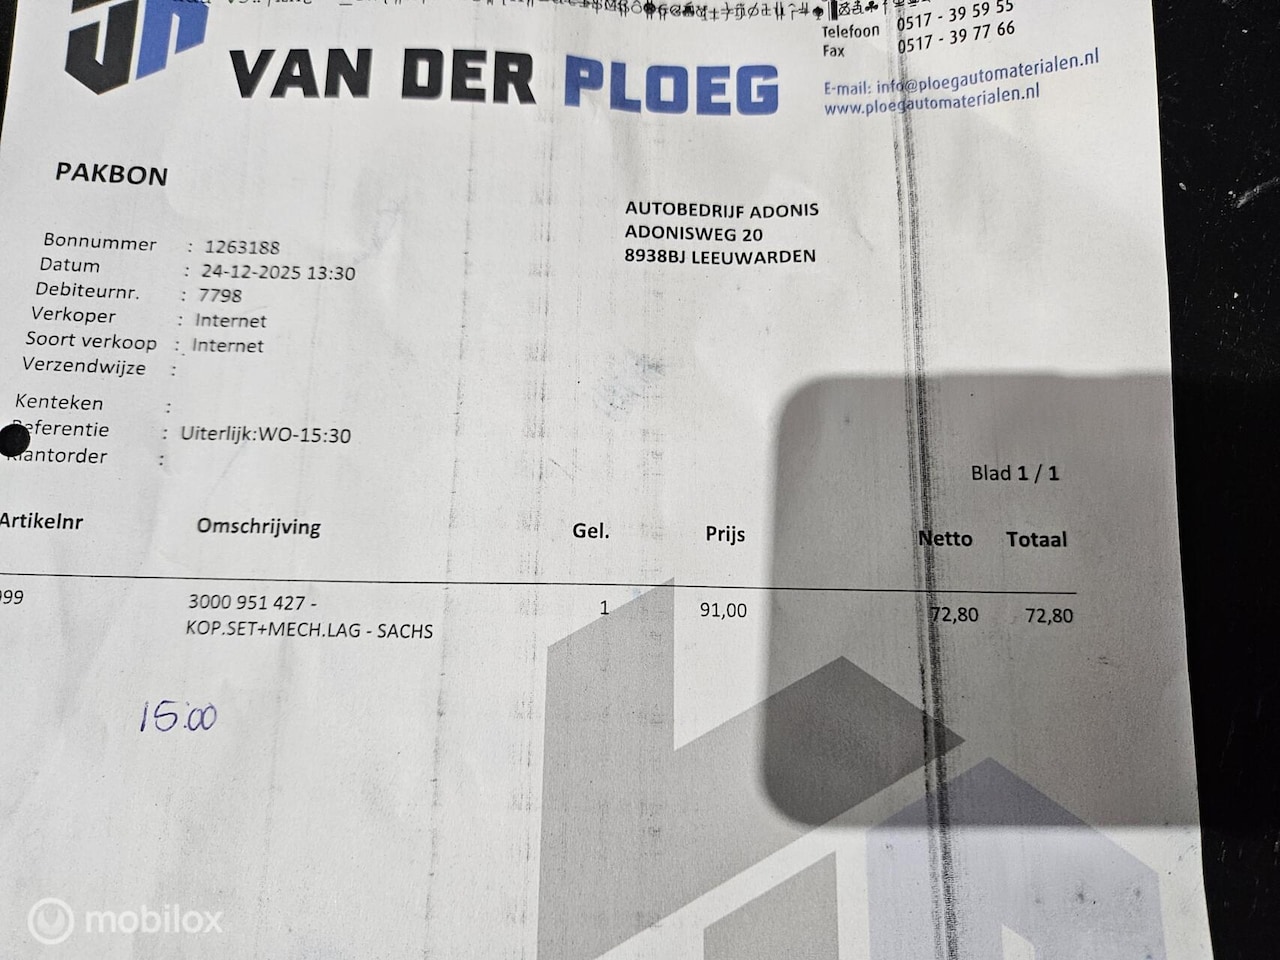 Telefoon 0517 - 39 59 55
Fax 0517 - 39 77 66
VAN DER PLOEG
E-mail: info@ploegautomaterialen.nl
www.ploegautomaterialen.nl
PAKBON
AUTOBEDRIJF ADONIS
ADONISWEG 20
8938BJ LEEUWARDEN
Bonnummer : 1263188
Datum : 24-12-2025 13:30
Debiteurnr. : 7798
Verkoper : Internet
Soort verkoop : Internet
Verzendwijze :
Kenteken :
Referentie : Uiterlijk:WO-15:30
Klantorder :
Blad 1 / 1
Artikelnr Omschrijving Gel. Prijs Netto Totaal
999 3000 951 427 - 1 91,00 72,80 72,80
KOP.SET+MECH.LAG - SACHS
15:00
mobilox